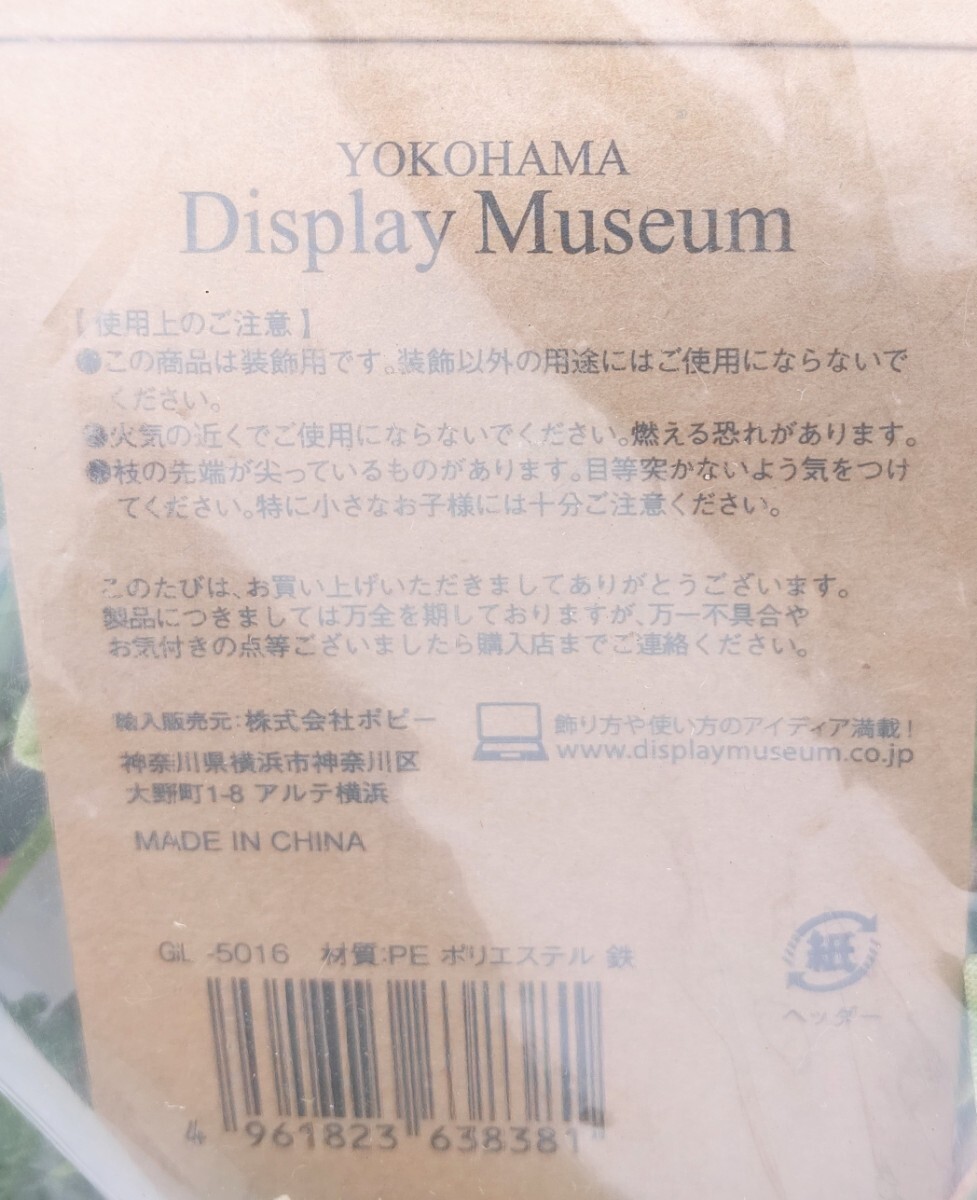 YOKOHAMA
Display Museum
【使用上のご注意】
●この商品は装飾用です。装飾以外の用途にはご使用にならないで
ください。
●火気の近くでご使用にならないでください。燃える恐れがあります。
●枝の先端が尖っているものがあります。目等突かないよう気をつけ
てください。特に小さなお子様には十分ご注意ください。
このたびは、お買い上げいただきましてありがとうございます。
製品につきましては万全を期しておりますが、万一不具合や
お気付きの点等ございましたら購入店までご連絡ください。
輸入販売元:株式会社ポピー
神奈川県横浜市神奈川区
大野町1-8 アルテ横浜
MADE IN CHINA
飾り方や使い方のアイディア満載!
www.displaymuseum.co.jp
GIL -5016 材質:PE ポリエステル 鉄
紙
ヘッダー
4 961823 638381